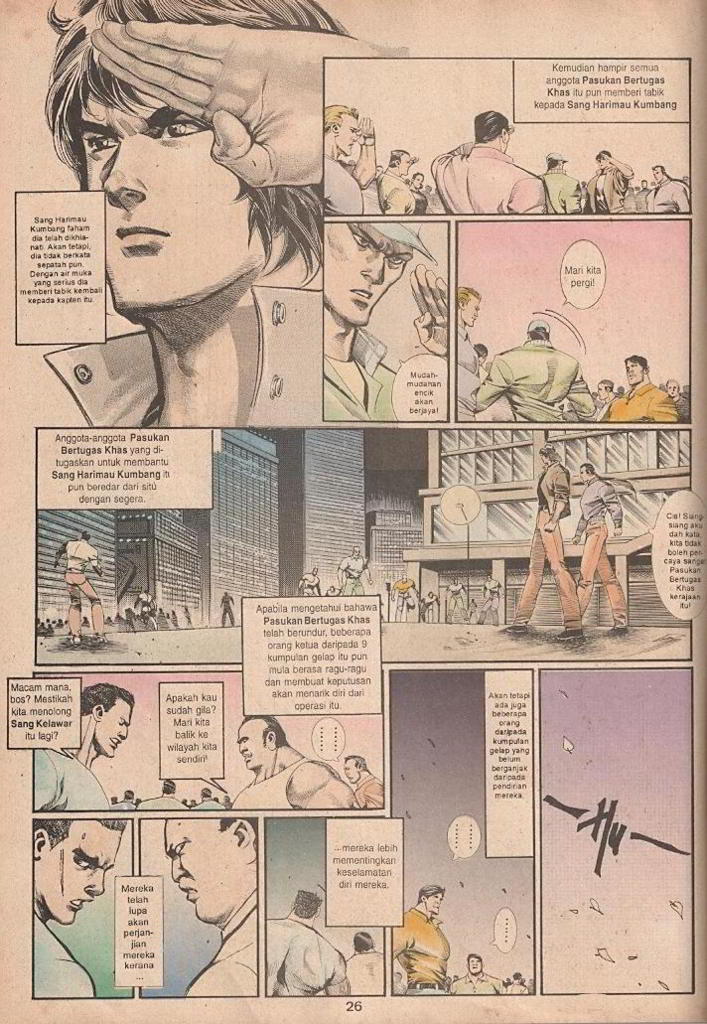 Kemudian hampir semua
anggota Pasukan Bertugas
Khas itu pun memberi tabik
kepada Sang Harimau Kumbang
Sang Harimau
Kumbang faham
dia telah dikhia-
nati. Akan tetapi,
dia tidak berkata
sepatah pun.
Dengan air muka
yang serius dia
memberi tabik kembali
kepada kapten itu.
Mudah-
mudahan
encik
akan
berjaya!
Mari kita
pergi!
Anggota-anggota Pasukan
Bertugas Khas yang di-
tugaskan untuk membantu
Sang Harimau Kumbang iti
pun beredar dari situ
dengan segera.
Cis! Siang-
siang aku
dah kata,
kita tidak
boleh per-
caya sangat
Pasukan
Bertugas
Khas
kerajaan
itu!
Apabila mengetahui bahawa
Pasukan Bertugas Khas
telah berundur, beberapa
orang ketua daripada 9
kumpulan gelap itu pun
mula berasa ragu-ragu
dan membuat keputusan
akan menarik diri dari
operasi itu.
Macam mana,
bos? Mestikah
kita menolong
Sang Kelawar
itu lagi?
Apakah kau
sudah gila?
Mari kita
balik ke
wilayah kita
sendiri!
Akan tetapi
ada juga
beberapa
orang
daripada
kumpulan
gelap yang
belum
berganjak
daripada
pendirian
mereka.
Hu
Mereka
telah
lupa
akan
perjan-
jian
mereka
kerana
...
...mereka lebih
mementingkan
keselamatan
diri mereka.
26